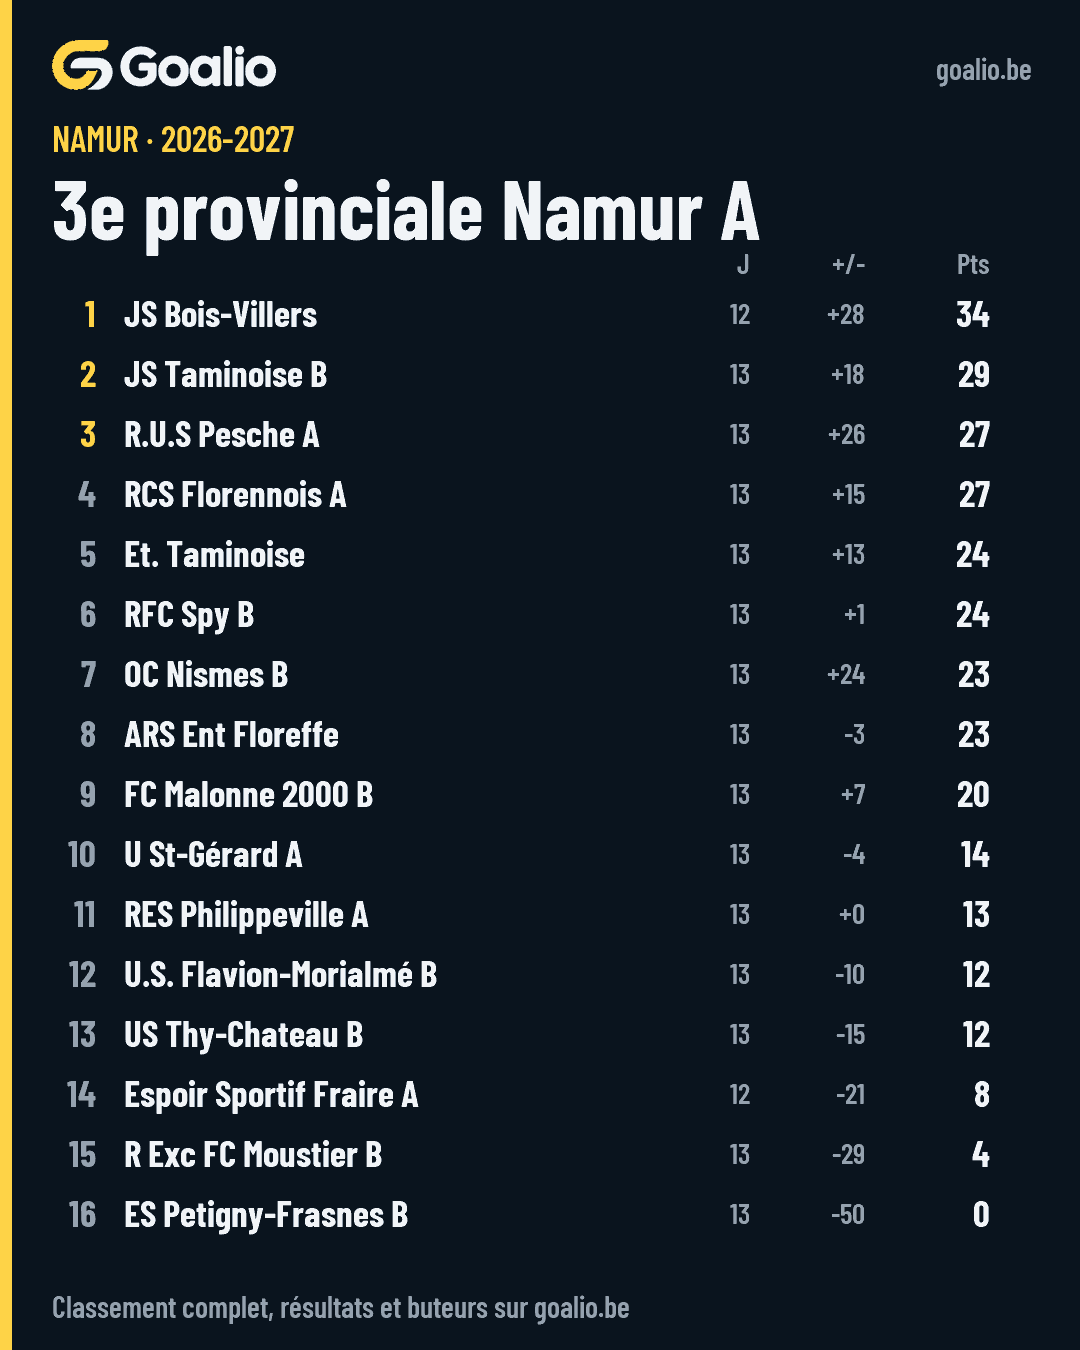 Goalio
goalio.be
NAMUR · 2026-2027
3e provinciale Namur A
J +/- Pts
1 JS Bois-Villers 12 +28 34
2 JS Taminoise B 13 +18 29
3 R.U.S Pesche A 13 +26 27
4 RCS Florennois A 13 +15 27
5 Et. Taminoise 13 +13 24
6 RFC Spy B 13 +1 24
7 OC Nismes B 13 +24 23
8 ARS Ent Floreffe 13 -3 23
9 FC Malonne 2000 B 13 +7 20
10 U St-Gérard A 13 -4 14
11 RES Philippeville A 13 +0 13
12 U.S. Flavion-Morialmé B 13 -10 12
13 US Thy-Chateau B 13 -15 12
14 Espoir Sportif Fraire A 12 -21 8
15 R Exc FC Moustier B 13 -29 4
16 ES Petigny-Frasnes B 13 -50 0
Classement complet, résultats et buteurs sur goalio.be